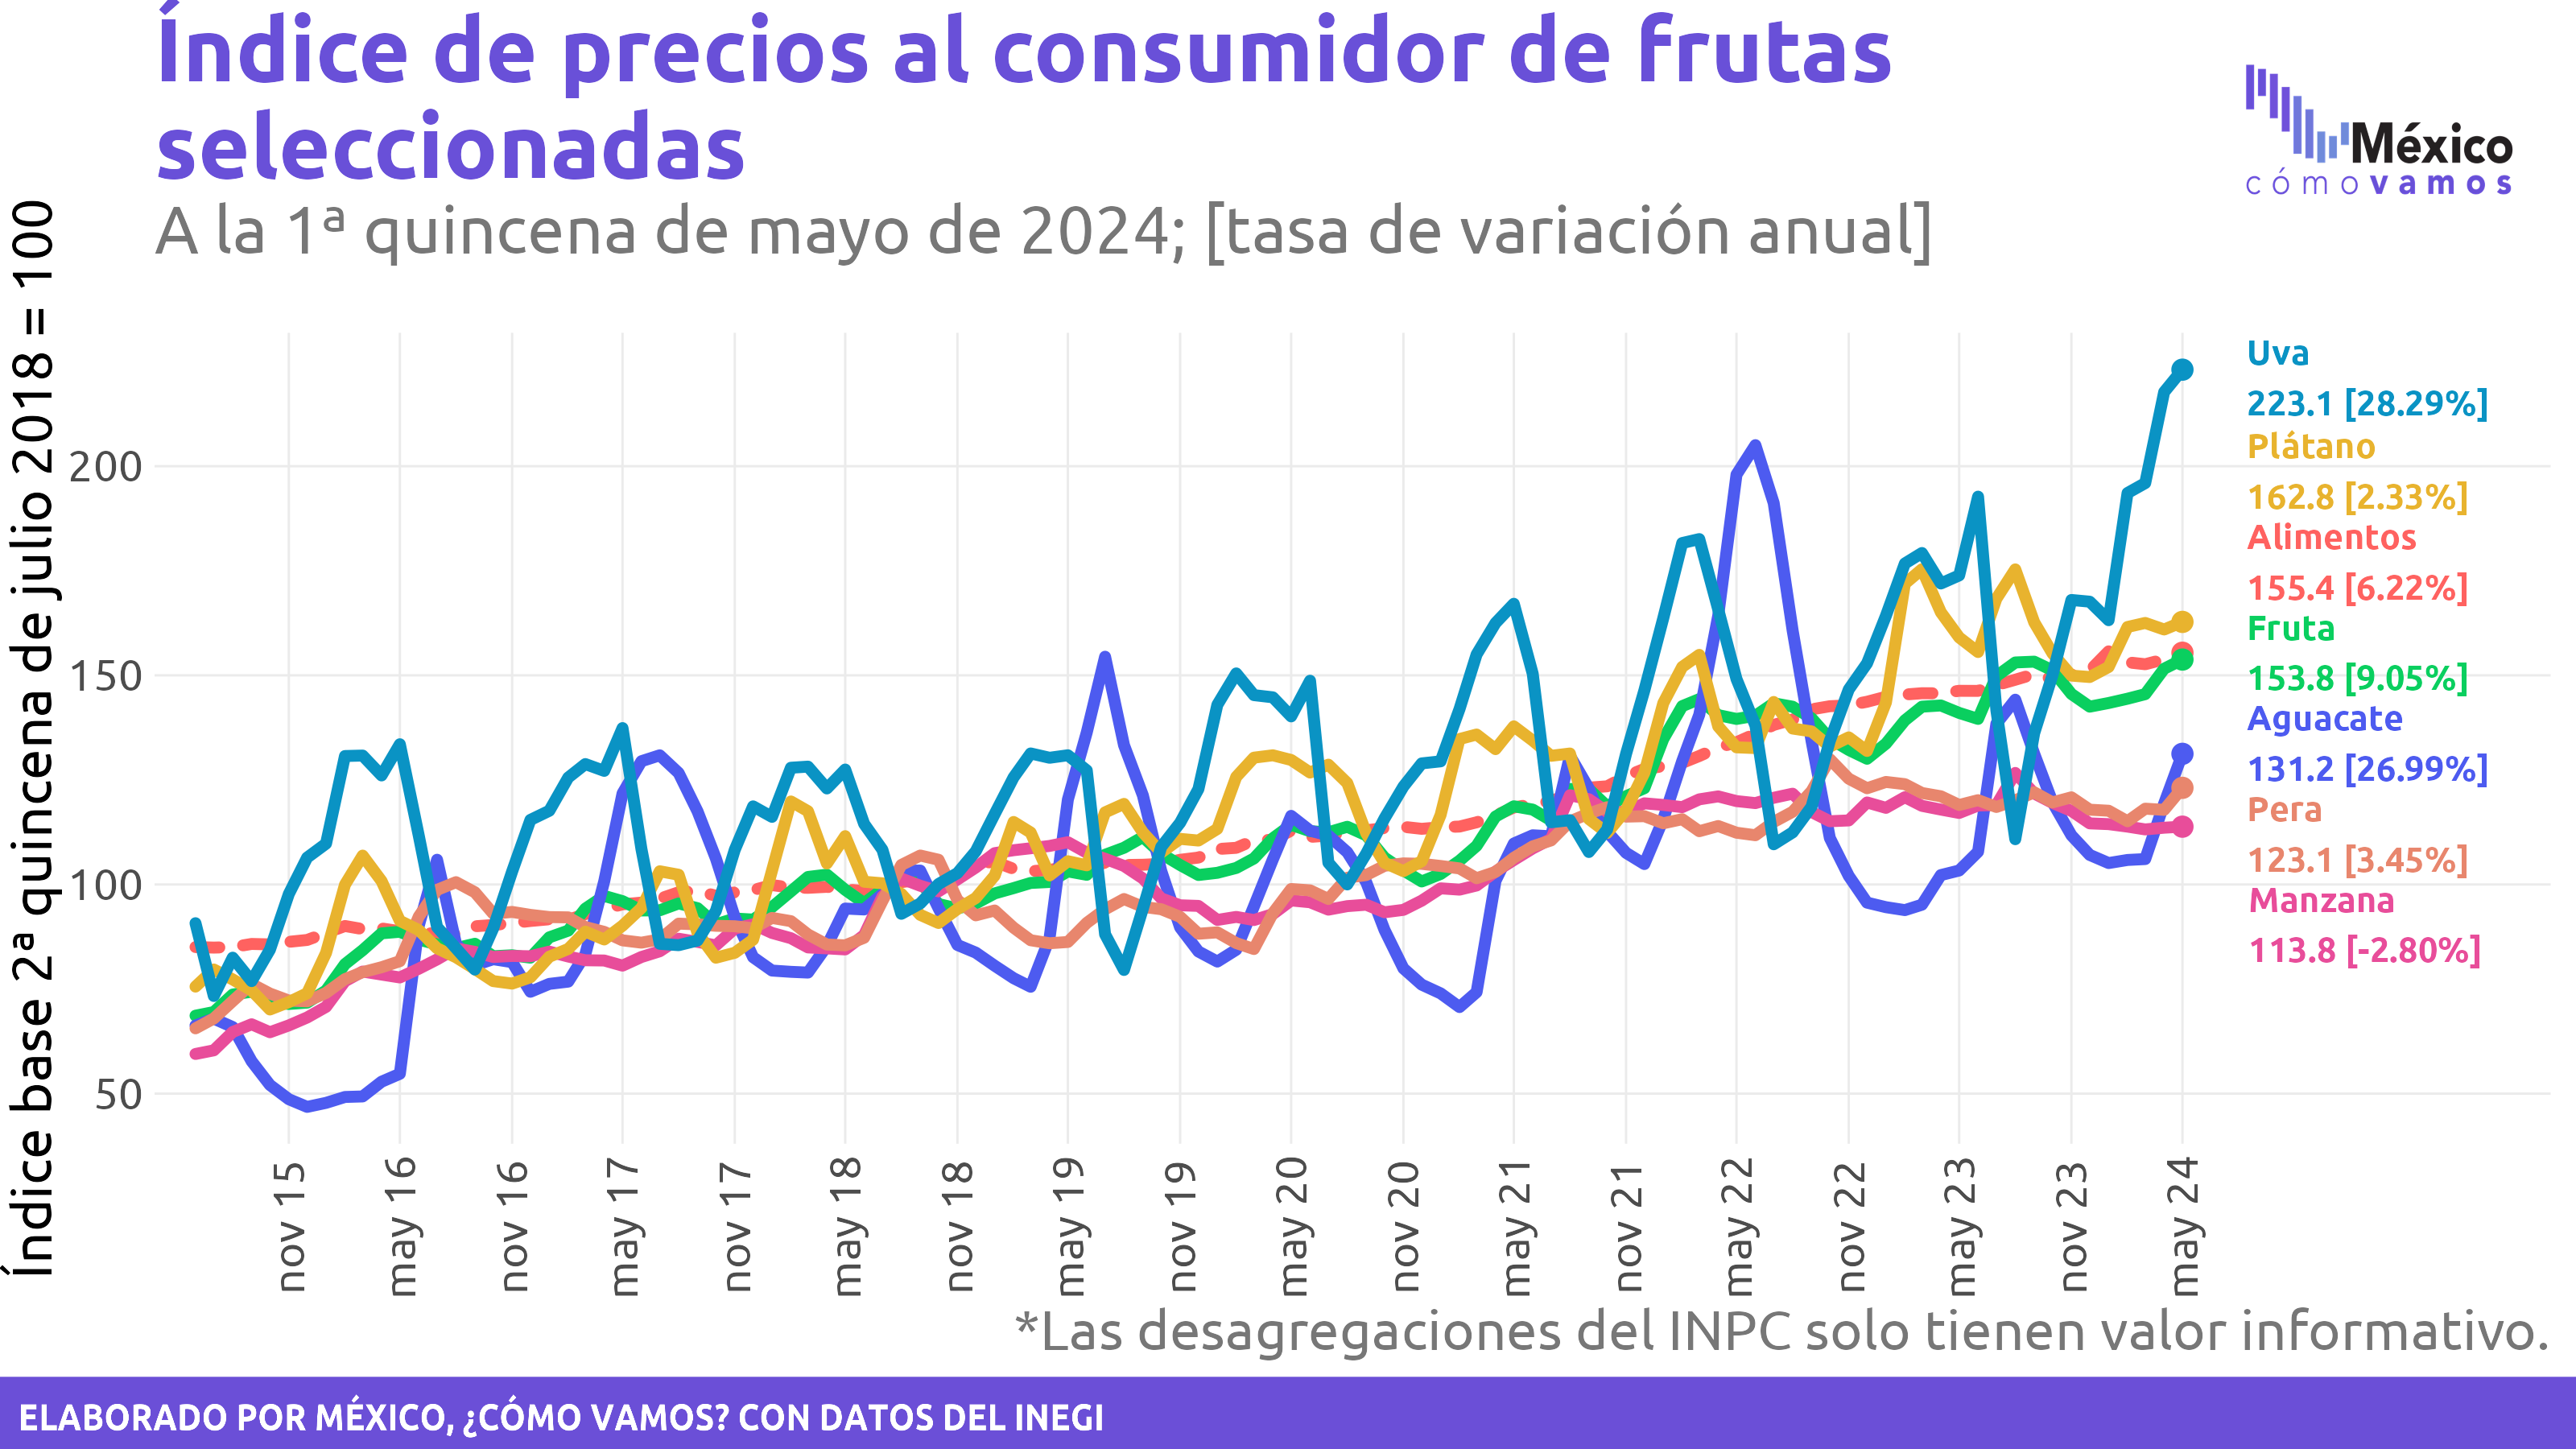 Índice de precios al consumidor de frutas
seleccionadas
A la 1ª quincena de mayo de 2024; [tasa de variación anual]
México
cómo vamos
Índice base 2ª quincena de julio 2018 = 100
200
150
100
50
Uva
223.1 [28.29%]
Plátano
162.8 [2.33%]
Alimentos
155.4 [6.22%]
Fruta
153.8 [9.05%]
Aguacate
131.2 [26.99%]
Pera
123.1 [3.45%]
Manzana
113.8 [-2.80%]
nov 15
may 16
nov 16
may 17
nov 17
may 18
nov 18
may 19
nov 19
may 20
nov 20
may 21
nov 21
may 22
nov 22
may 23
nov 23
may 24
*Las desagregaciones del INPC solo tienen valor informativo.
ELABORADO POR MÉXICO, ¿CÓMO VAMOS? CON DATOS DEL INEGI